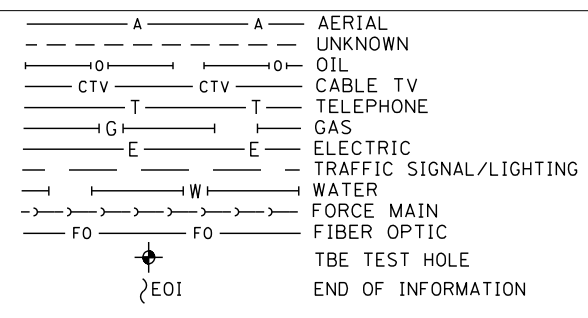 A A AERIAL
UNKNOWN
O O OIL
CTV CTV CABLE TV
T T TELEPHONE
G GAS
E E ELECTRIC
TRAFFIC SIGNAL/LIGHTING
W WATER
FORCE MAIN
FO FO FIBER OPTIC
TBE TEST HOLE
EOI END OF INFORMATION